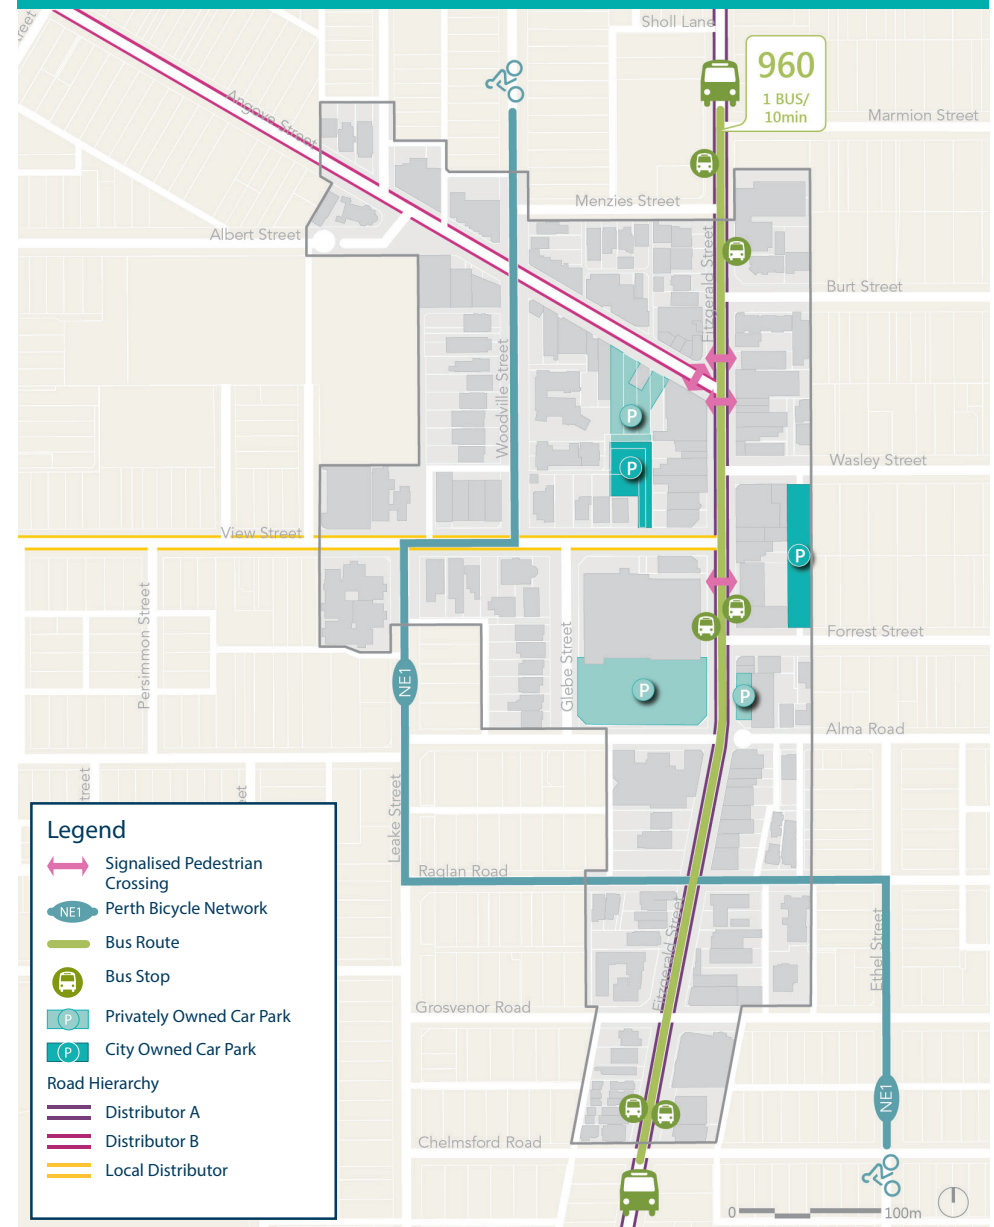 Sholl Lane
960
1 BUS/
10min
Marmion Street
Angove Street
Menzies Street
Albert Street
Fitzgerald Street
Burt Street
Woodville Street
P
P
Wasley Street
View Street
P
Persimmon Street
Glebe Street
Forrest Street
NE1
P
P
Alma Road
Leake Street
Raglan Road
Fitzgerald Street
Ethel Street
Grosvenor Road
NE1
Chelmsford Road
0
100m
Legend
Signalised Pedestrian
Crossing
NE1
Perth Bicycle Network
Bus Route
Bus Stop
P
Privately Owned Car Park
P
City Owned Car Park
Road Hierarchy
Distributor A
Distributor B
Local Distributor